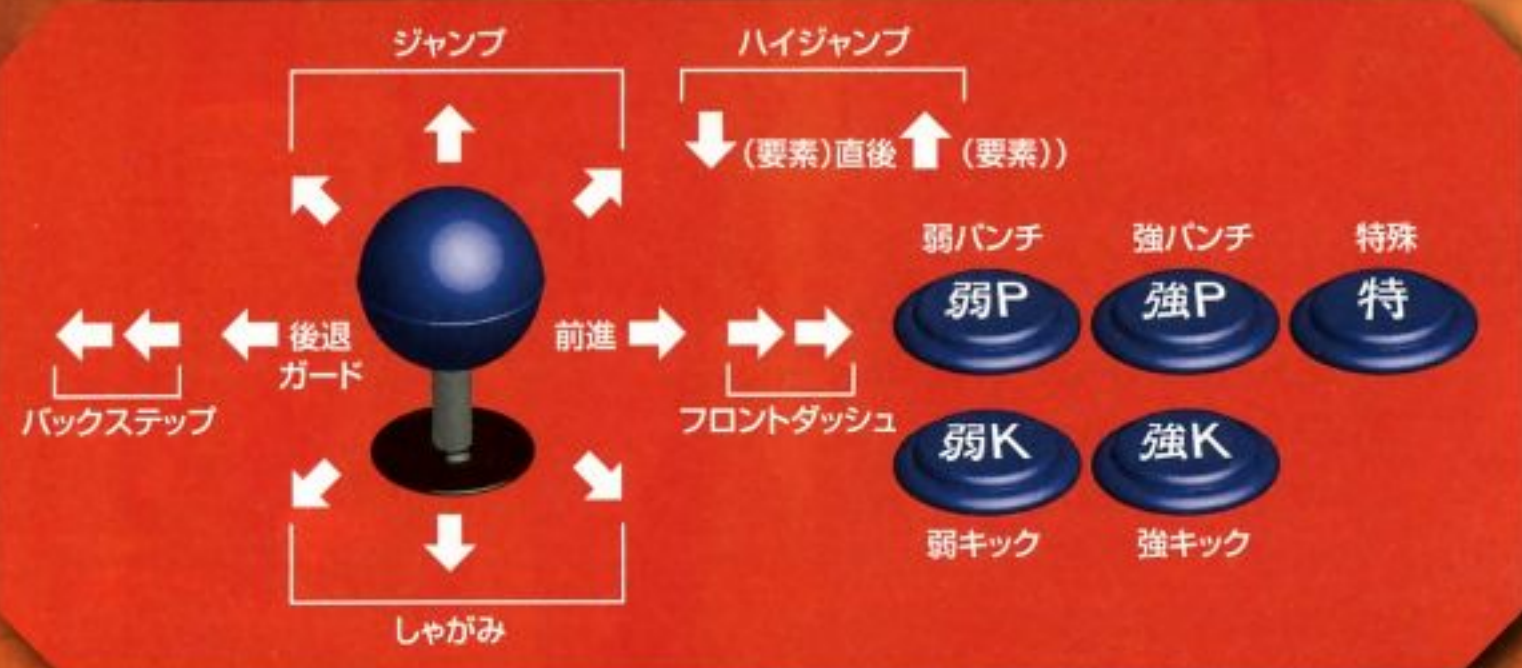 ジャンプ
ハイジャンプ
(要素)直後 (要素))
弱パンチ
強パンチ
特殊
弱P
強P
特
後退
ガード
前進
バックステップ
フロントダッシュ
弱K
強K
弱キック
強キック
しゃがみ